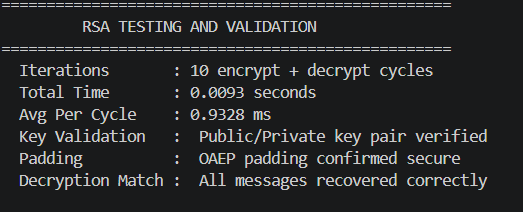 ==================================================
RSA TESTING AND VALIDATION
==================================================
Iterations : 10 encrypt + decrypt cycles
Total Time : 0.0093 seconds
Avg Per Cycle : 0.9328 ms
Key Validation : Public/Private key pair verified
Padding : OAEP padding confirmed secure
Decryption Match : All messages recovered correctly